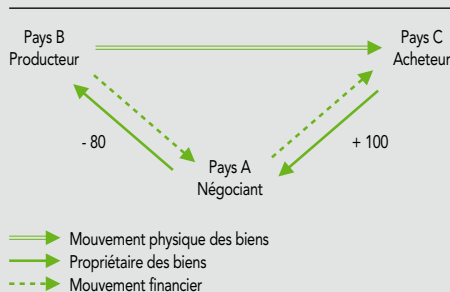 Pays B
Producteur
Pays C
Acheteur
- 80
+ 100
Pays A
Négociant
Mouvement physique des biens
Propriétaire des biens
Mouvement financier